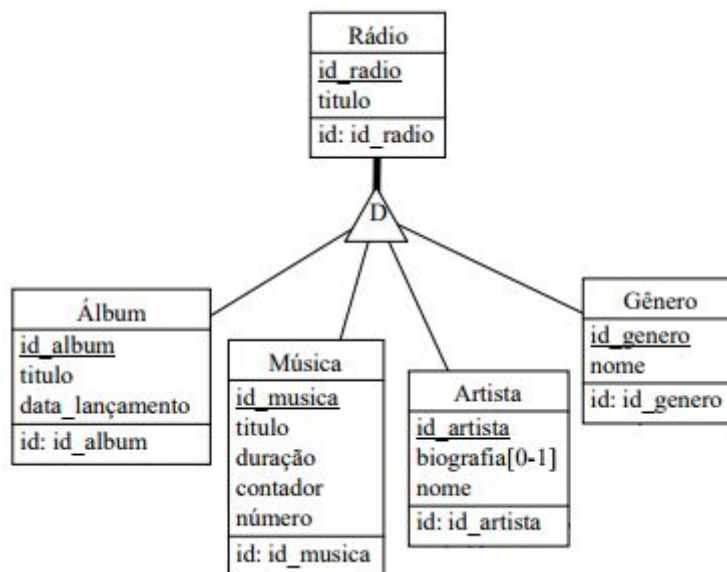 Rádio
id_radio
titulo
id: id_radio
D
Álbum
id_album
titulo
data_lançamento
id: id_album
Música
id_musica
titulo
duração
contador
número
id: id_musica
Artista
id_artista
biografia[0-1]
nome
id: id_artista
Gênero
id_genero
nome
id: id_genero